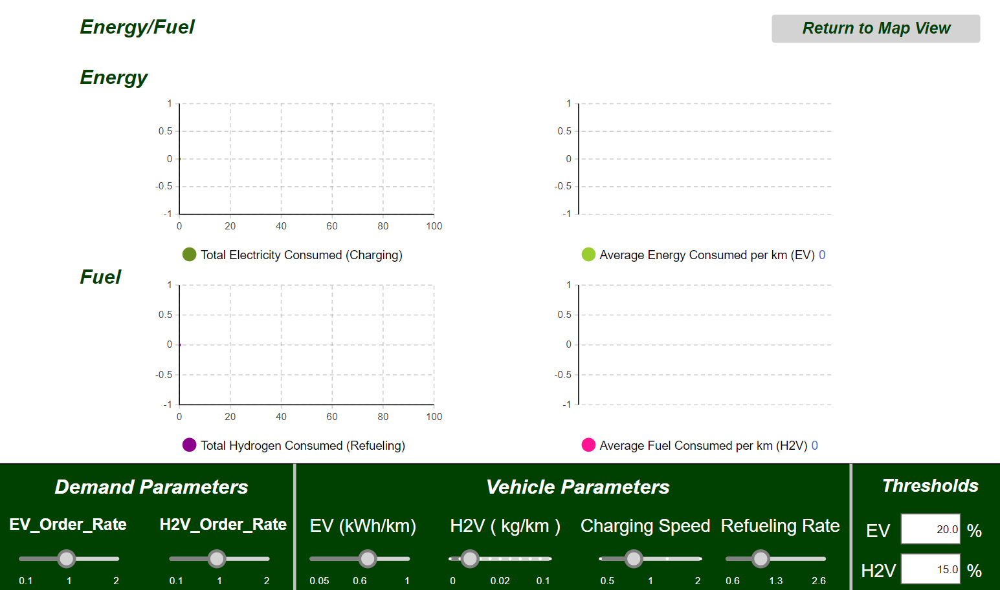 Energy/Fuel
Return to Map View
Energy
1
0.5
0
-0.5
-1
0 20 40 60 80 100
Total Electricity Consumed (Charging)
1
0.5
0
-0.5
-1
Average Energy Consumed per km (EV) 0
Fuel
1
0.5
0
-0.5
-1
0 20 40 60 80 100
Total Hydrogen Consumed (Refueling)
1
0.5
0
-0.5
-1
Average Fuel Consumed per km (H2V) 0
Demand Parameters
EV_Order_Rate
0.1 1 2
H2V_Order_Rate
0.1 1 2
Vehicle Parameters
EV (kWh/km)
0.05 0.6 1
H2V ( kg/km )
0 0.02 0.1
Charging Speed
0.5 1 2
Refueling Rate
0.6 1.3 2.6
Thresholds
EV 20.0 %
H2V 15.0 %